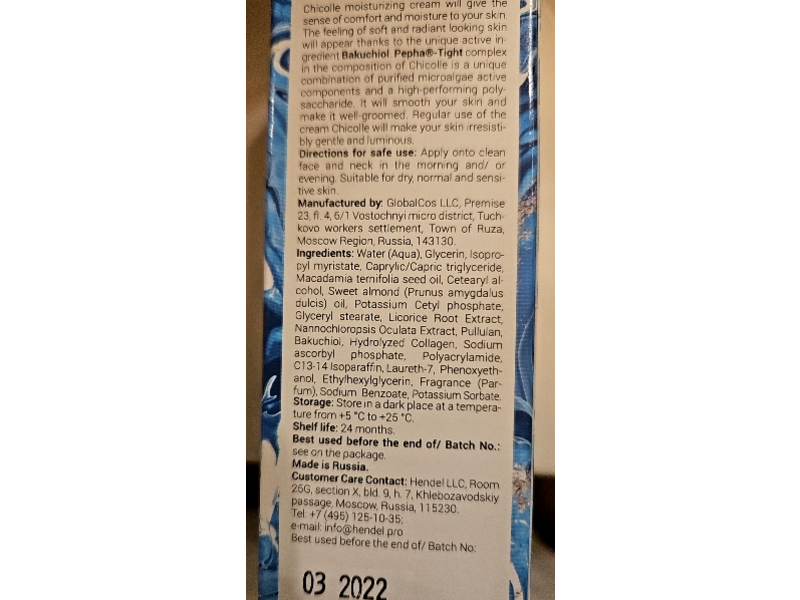 Chicolle moisturizing cream will give the
sense of comfort and moisture to your skin.
The feeling of soft and radiant looking skin
will appear thanks to the unique active in-
gredient Bakuchiol Pepha®-Tight complex
in the composition of Chicolle is a unique
combination of purified microalgae active
components and a high-performing poly-
saccharide. It will smooth your skin and
make it well-groomed. Regular use of the
cream Chicolle will make your skin irresisti-
bly gentle and luminous.
Directions for safe use: Apply onto clean
face and neck in the morning and/ or
evening. Suitable for dry, normal and sensi-
tive skin.
Manufactured by: GlobalCos LLC, Premise
23, fl. 4, 6/1 Vostochnyi micro district, Tuch-
kovo workers settlement, Town of Ruza,
Moscow Region, Russia, 143130.
Ingredients: Water (Aqua), Glycerin, Isopro-
pyl myristate, Caprylic/Capric triglyceride,
Macadamia ternifolia seed oil, Cetearyl al-
cohol, Sweet almond (Prunus amygdalus
dulcis) oil, Potassium Cetyl phosphate,
Glyceryl stearate, Licorice Root Extract,
Nannochloropsis Oculata Extract, Pullulan,
Bakuchiol, Hydrolyzed Collagen, Sodium
ascorbyl phosphate, Polyacrylamide,
C13-14 Isoparaffin, Laureth-7, Phenoxyeth-
anol, Ethylhexylglycerin, Fragrance (Par-
fum), Sodium Benzoate, Potassium Sorbate.
Storage: Store in a dark place at a tempera-
ture from +5 °C to +25 °C.
Shelf life: 24 months.
Best used before the end of/ Batch No.:
see on the package.
Made in Russia.
Customer Care Contact: Hendel LLC, Room
25G, section X, bld. 9, h. 7, Khlebozavodskiy
passage, Moscow, Russia, 115230.
Tel: +7 (495) 125-10-35;
e-mail: info@hendel.pro
Best used before the end of/ Batch No:
03 2022